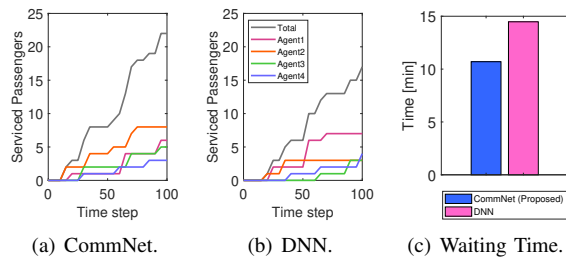 Serviced Passengers
25
20
15
10
5
0
0
50
100
Time step
(a) CommNet.
Serviced Passengers
25
20
15
10
5
0
0
50
100
Time step
Total
Agent1
Agent2
Agent3
Agent4
(b) DNN.
Time [min]
15
10
5
0
CommNet (Proposed)
DNN
(c) Waiting Time.